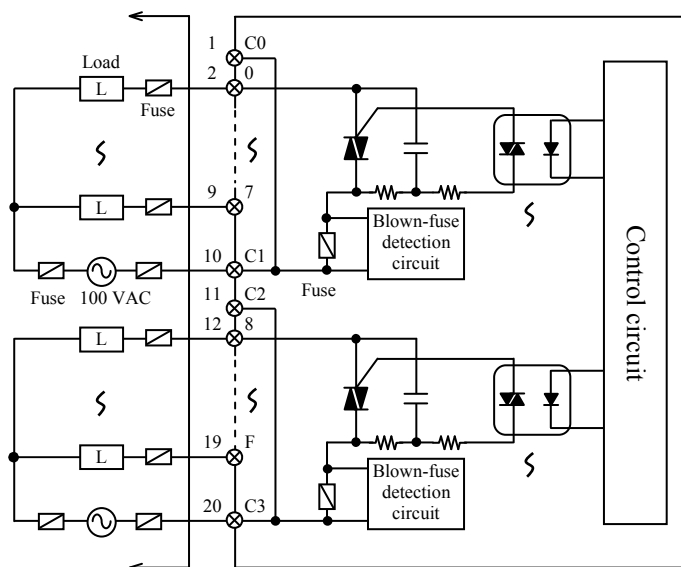 1 C0
Load
2 0
L
Fuse
9 7
L
Blown-fuse
detection
circuit
10 C1
Fuse 100 VAC
Fuse
11 C2
12 8
L
Control circuit
19 F
L
Blown-fuse
detection
circuit
20 C3